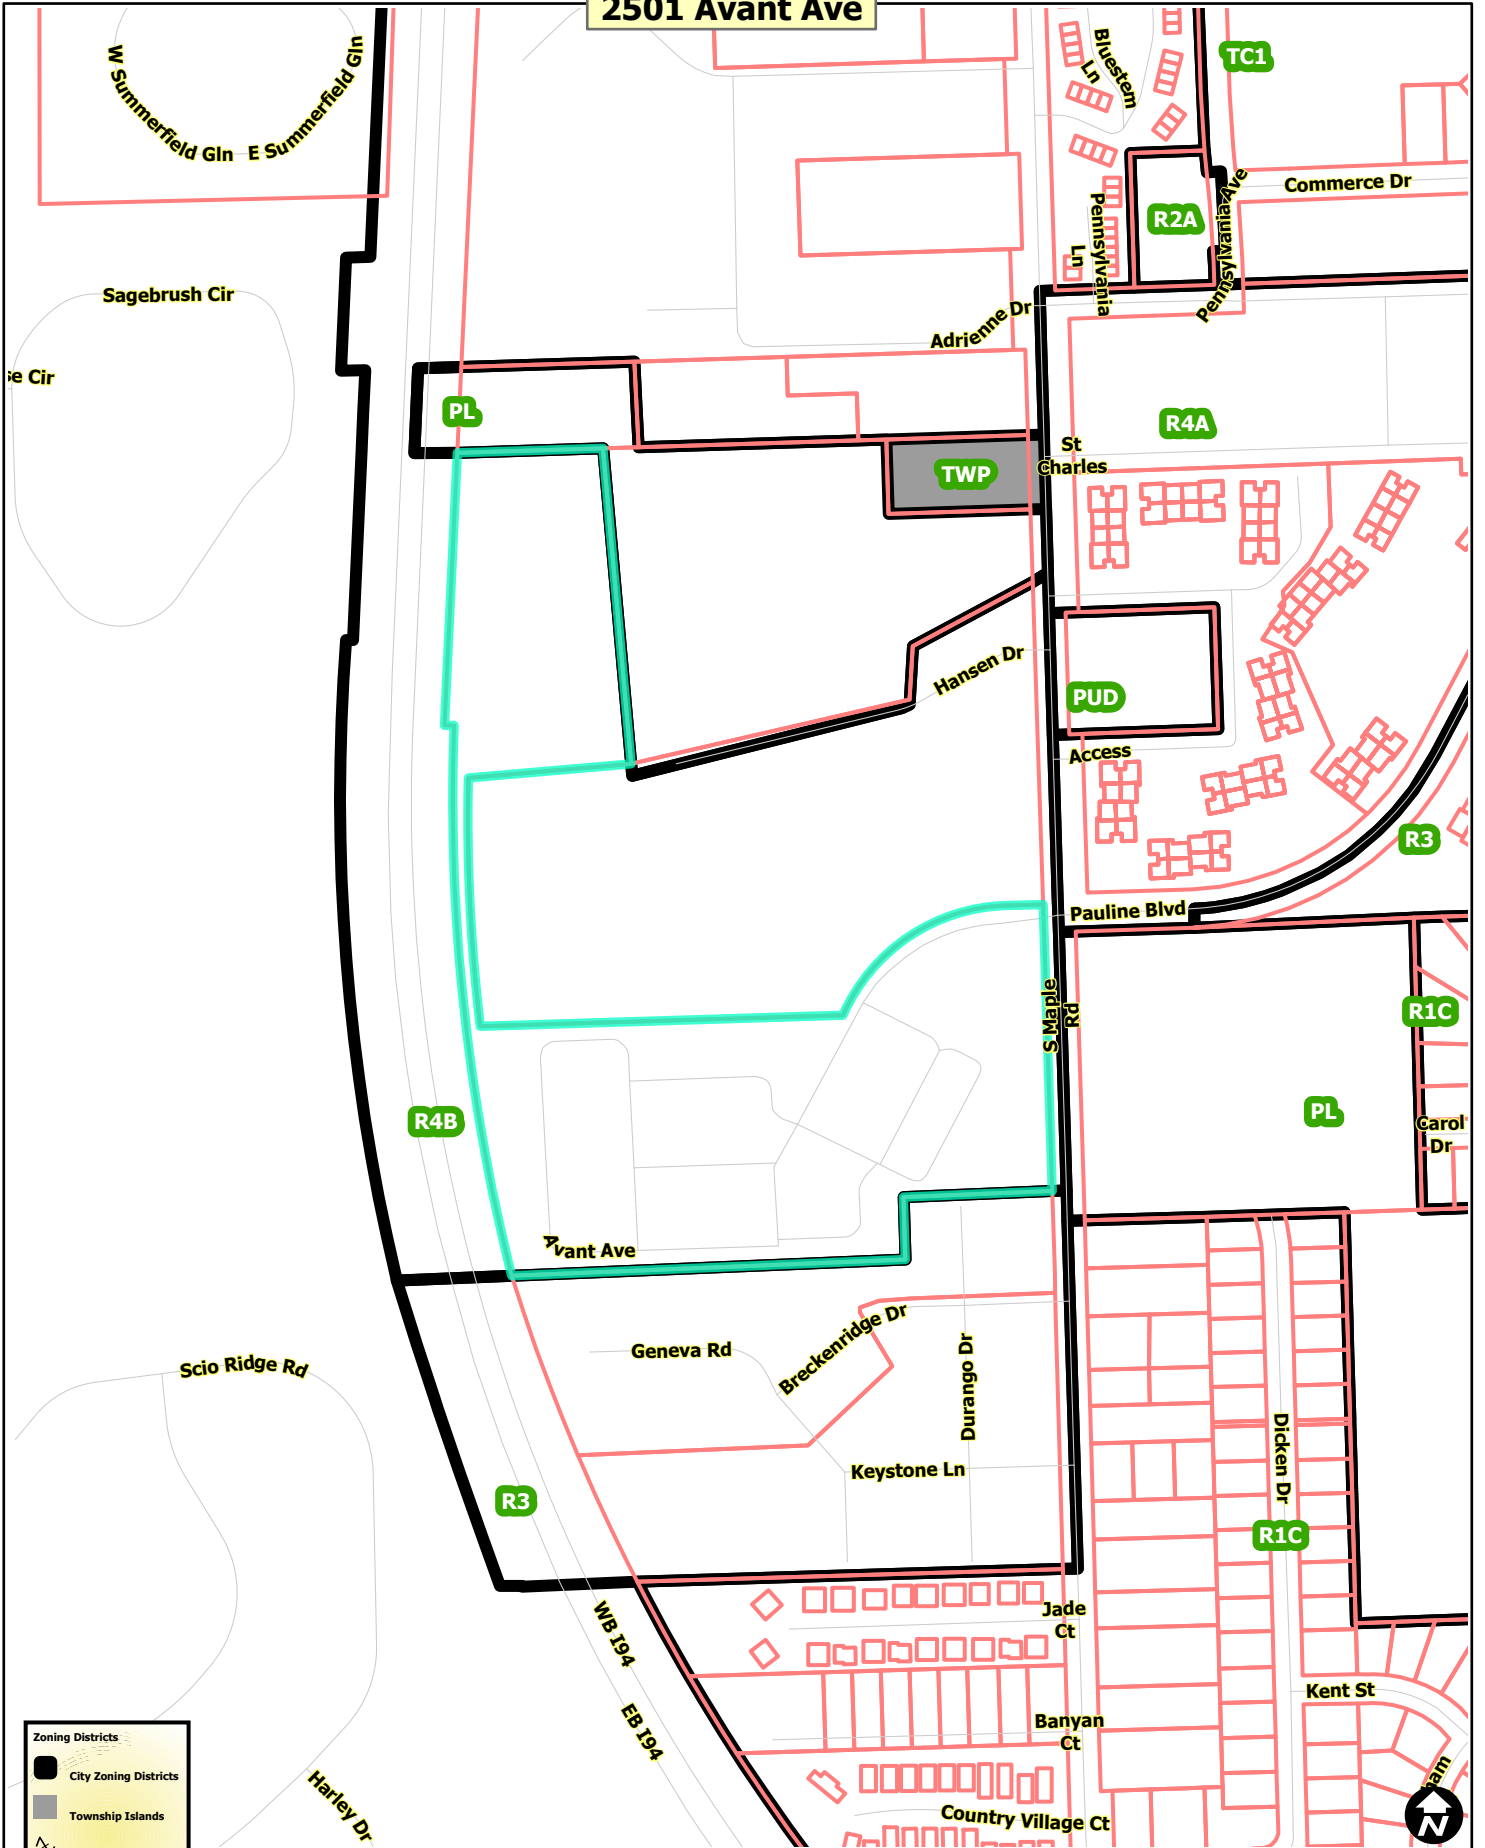 2501 Avant Ave
W Summerfield Gln
E Summerfield Gln
Bluestem
Ln
TC1
Commerce Dr
R2A
Pennsylvania Ave
Pennsylvania
Ln
Sagebrush Cir
Adrienne Dr
Cir
PL
R4A
St
Charles
TWP
Hansen Dr
PUD
Access
R3
Pauline Blvd
S Maple
Rd
R1C
PL
R4B
Carol
Dr
Avant Ave
Geneva Rd
Breckenridge Dr
Durango Dr
Scio Ridge Rd
Keystone Ln
Dicken Dr
R3
R1C
Jade
Ct
WB I94
Kent St
EB I94
Banyan
Ct
Harley Dr
Country Village Ct
Zoning Districts
City Zoning Districts
Township Islands
N